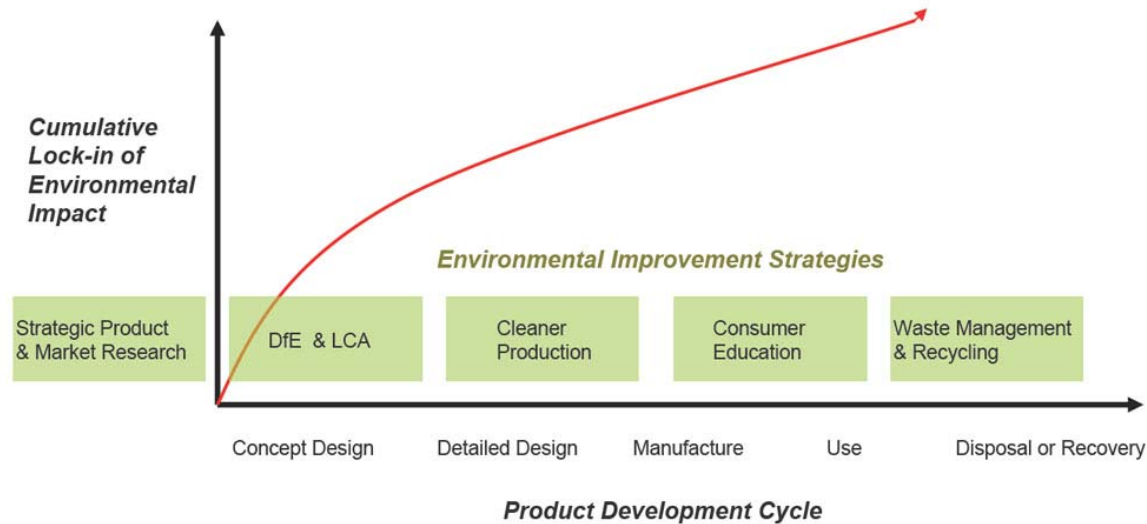 Cumulative
Lock-in of
Environmental
Impact
Environmental Improvement Strategies
Strategic Product
& Market Research
DfE & LCA
Cleaner
Production
Consumer
Education
Waste Management
& Recycling
Concept Design
Detailed Design
Manufacture
Use
Disposal or Recovery
Product Development Cycle